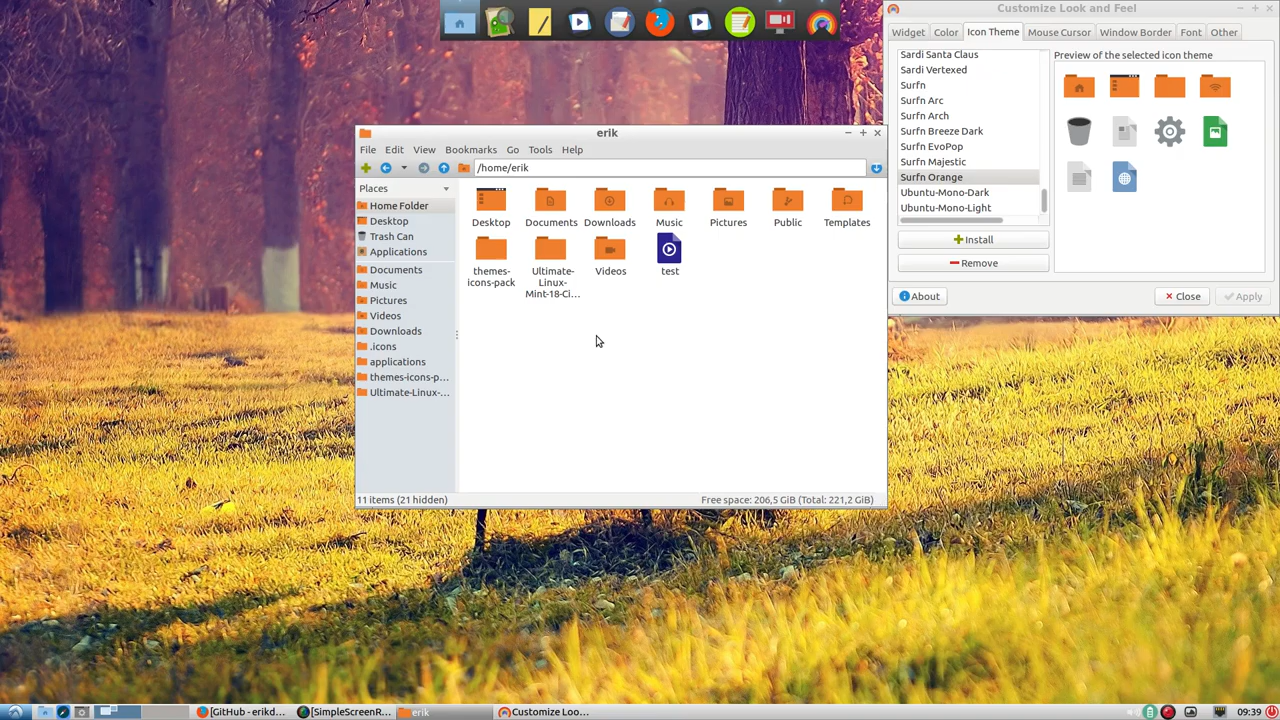 Customize Look and Feel
Widget Color Icon Theme Mouse Cursor Window Border Font Other
Sardi Santa Claus
Sardi Vertexed
Surfn
Surfn Arc
Surfn Arch
Surfn Breeze Dark
Surfn EvoPop
Surfn Majestic
Surfn Orange
Ubuntu-Mono-Dark
Ubuntu-Mono-Light
Preview of the selected icon theme
Install
Remove
About
Close
Apply
erik
File Edit View Bookmarks Go Tools Help
/home/erik
Places
Home Folder
Desktop
Trash Can
Applications
Documents
Music
Pictures
Videos
Downloads
.icons
applications
themes-icons-p...
Ultimate-Linux-...
Desktop Documents Downloads Music Pictures Public Templates
themes-
icons-pack
Ultimate-
Linux-
Mint-18-Ci...
Videos
test
11 items (21 hidden)
Free space: 206,5 GiB (Total: 221,2 GiB)
[GitHub - erikd...
[SimpleScreenR...
erik
Customize Loo...
09:39